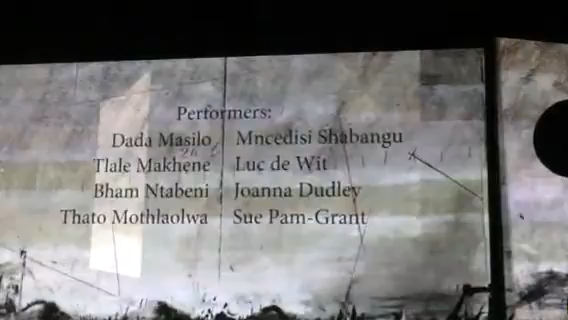 Performers:
Dada Masilo Mncedisi Shabangu
Tlale Makhene Luc de Wit
Bham Ntabeni Joanna Dudley
Thato Mothlaolwa Sue Pam-Grant